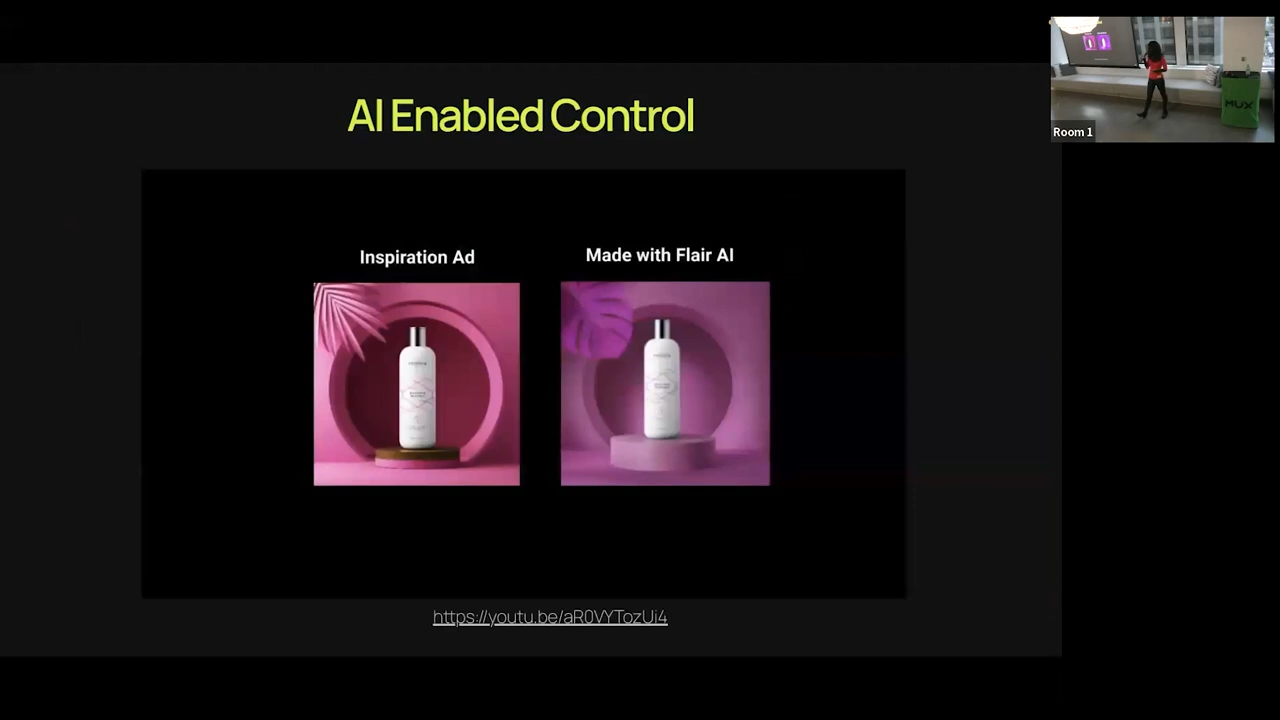 AI Enabled Control
Inspiration Ad
Made with Flair AI
https://youtu.be/aR0VYTozUi4
Room 1
MUX